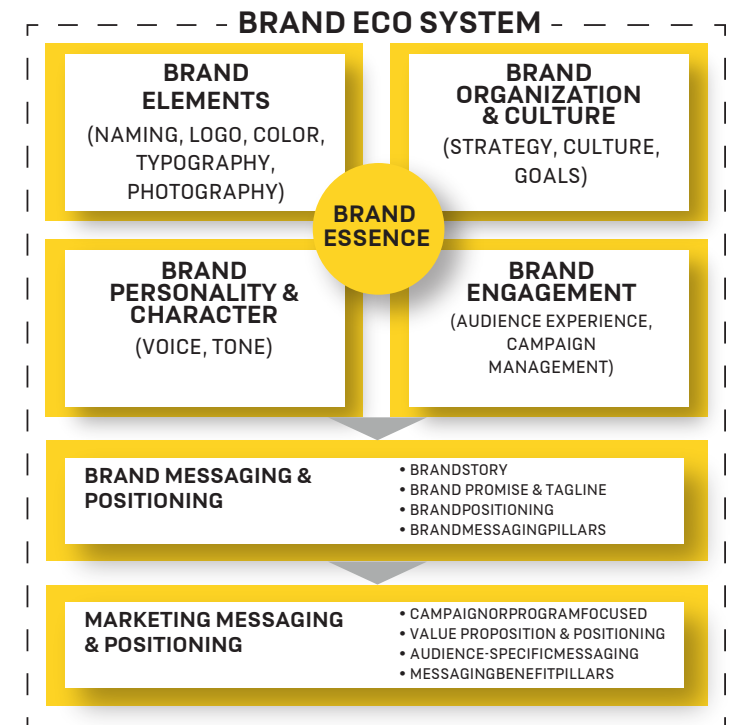 BRAND ECO SYSTEM
BRAND
ELEMENTS
(NAMING, LOGO, COLOR,
TYPOGRAPHY,
PHOTOGRAPHY)
BRAND
ORGANIZATION
& CULTURE
(STRATEGY, CULTURE,
GOALS)
BRAND
ESSENCE
BRAND
PERSONALITY &
CHARACTER
(VOICE, TONE)
BRAND
ENGAGEMENT
(AUDIENCE EXPERIENCE,
CAMPAIGN
MANAGEMENT)
BRAND MESSAGING &
POSITIONING
• BRANDSTORY
• BRAND PROMISE & TAGLINE
• BRANDPOSITIONING
• BRANDMESSAGINGPILLARS
MARKETING MESSAGING
& POSITIONING
• CAMPAIGNORPROGRAMFOCUSED
• VALUE PROPOSITION & POSITIONING
• AUDIENCE-SPECIFICMESSAGING
• MESSAGINGBENEFITPILLARS